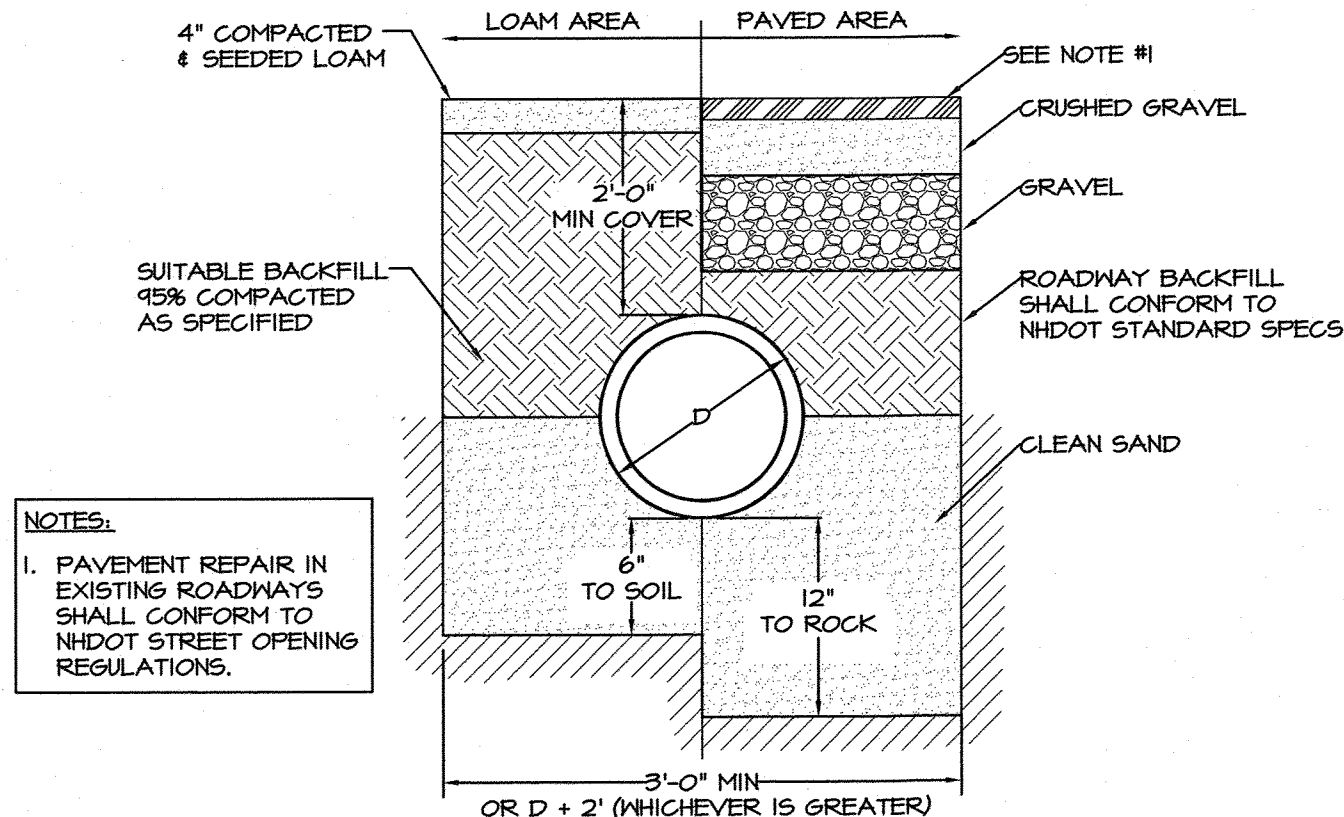 LOAM AREA
PAVED AREA
4" COMPACTED
& SEEDED LOAM
SEE NOTE #1
CRUSHED GRAVEL
2'-0"
MIN COVER
GRAVEL
SUITABLE BACKFILL
95% COMPACTED
AS SPECIFIED
ROADWAY BACKFILL
SHALL CONFORM TO
NHDOT STANDARD SPECS
D
CLEAN SAND
NOTES:
1. PAVEMENT REPAIR IN
EXISTING ROADWAYS
SHALL CONFORM TO
NHDOT STREET OPENING
REGULATIONS.
6"
TO SOIL
12"
TO ROCK
3'-0" MIN
OR D + 2' (WHICHEVER IS GREATER)